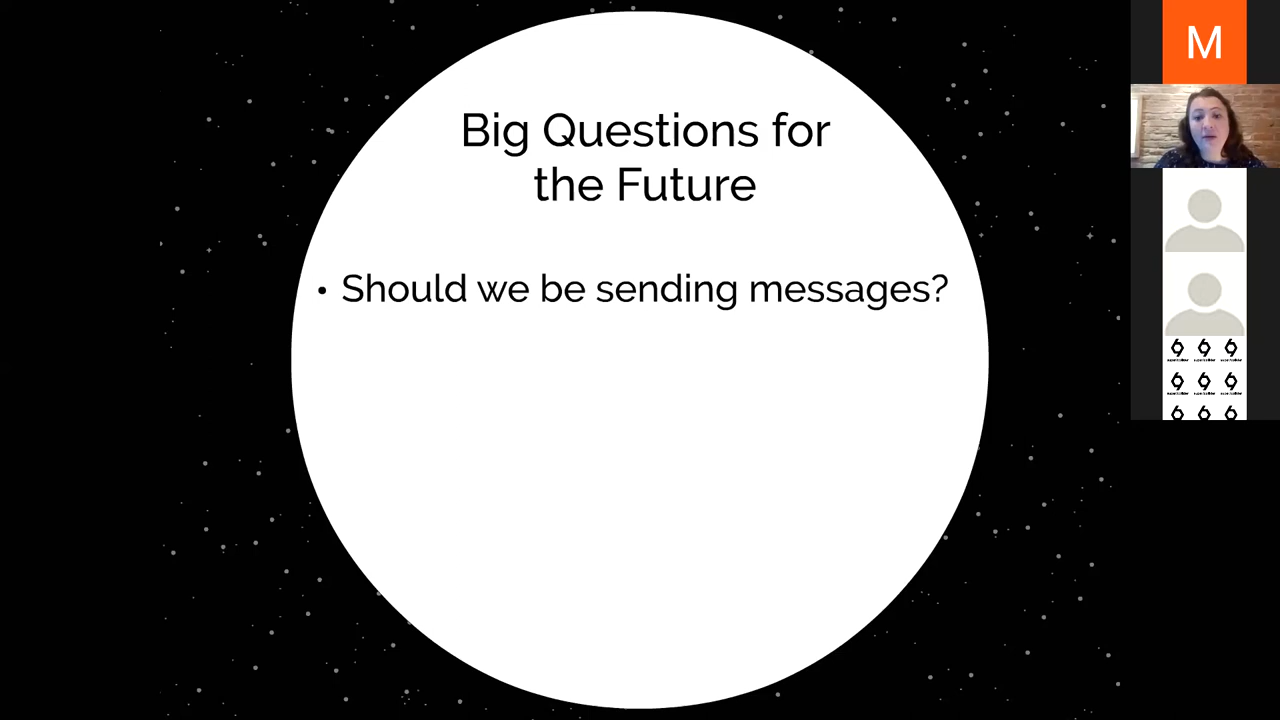 Big Questions for
the Future
• Should we be sending messages?
M